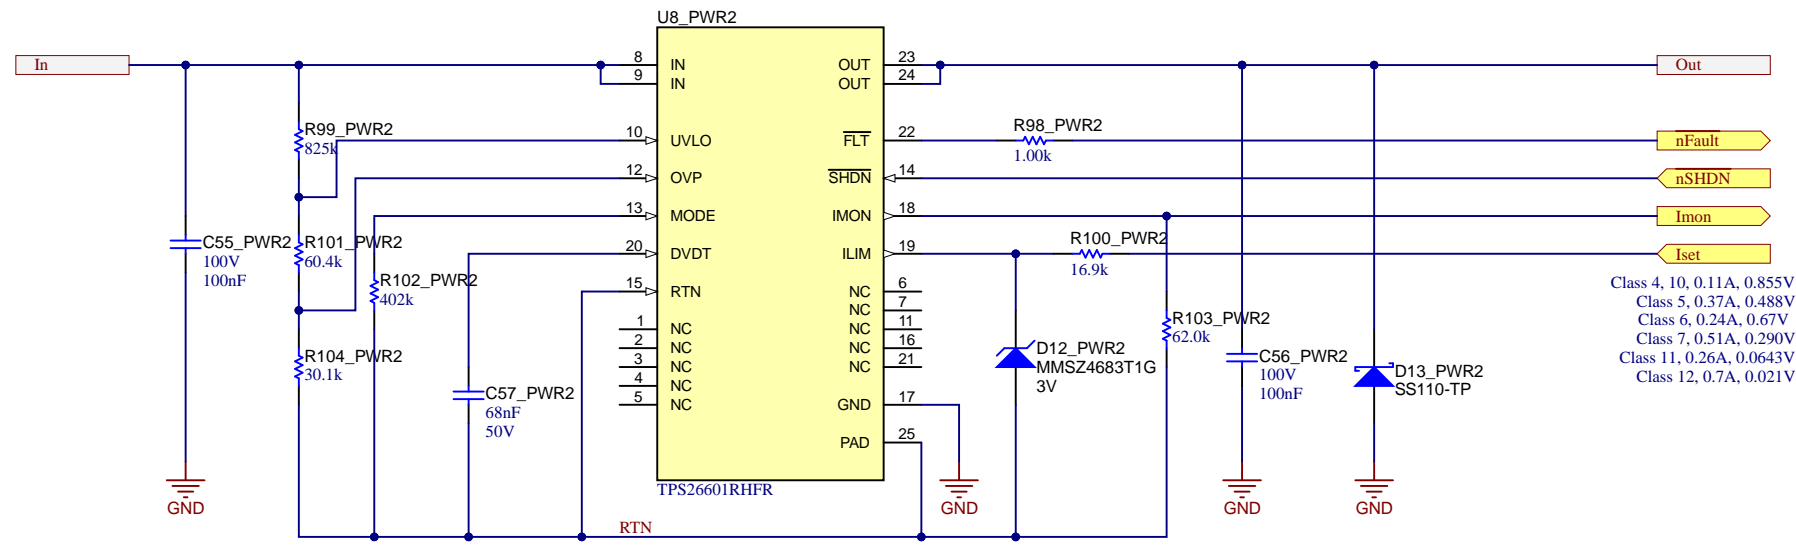 U8_PWR2
In
8
IN
9
IN
OUT
23
OUT
24
Out
R99_PWR2
825k
10
UVLO
FLT
22
R98_PWR2
1.00k
nFault
12
OVP
SHDN
14
nSHDN
13
MODE
IMON
18
Imon
C55_PWR2
100V
100nF
R101_PWR2
60.4k
20
DVDT
ILIM
19
R100_PWR2
16.9k
Iset
R102_PWR2
402k
15
RTN
NC
6
NC
7
NC
11
NC
16
NC
21
Class 4, 10, 0.11A, 0.855V
Class 5, 0.37A, 0.488V
Class 6, 0.24A, 0.67V
Class 7, 0.51A, 0.290V
Class 11, 0.26A, 0.0643V
Class 12, 0.7A, 0.021V
1
NC
2
NC
3
NC
4
NC
5
NC
R103_PWR2
62.0k
R104_PWR2
30.1k
D12_PWR2
MMSZ4683T1G
3V
C56_PWR2
100V
100nF
D13_PWR2
SS110-TP
C57_PWR2
68nF
50V
GND
17
PAD
25
TPS26601RHFR
GND
GND
GND
GND
RTN